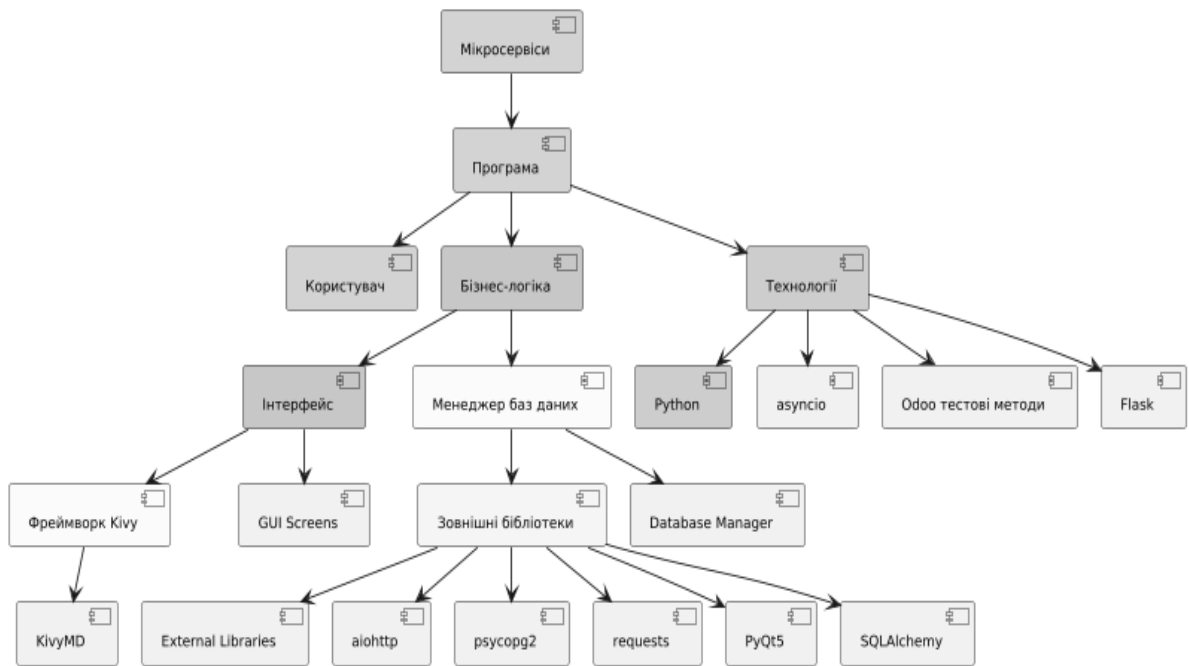 Мікросервіси
Програма
Користувач
Бізнес-логіка
Технології
Інтерфейс
Менеджер баз даних
Python
asyncio
Odoo тестові методи
Flask
Фреймворк Kivy
GUI Screens
Зовнішні бібліотеки
Database Manager
KivyMD
External Libraries
aiohttp
psycopg2
requests
PyQt5
SQLAlchemy